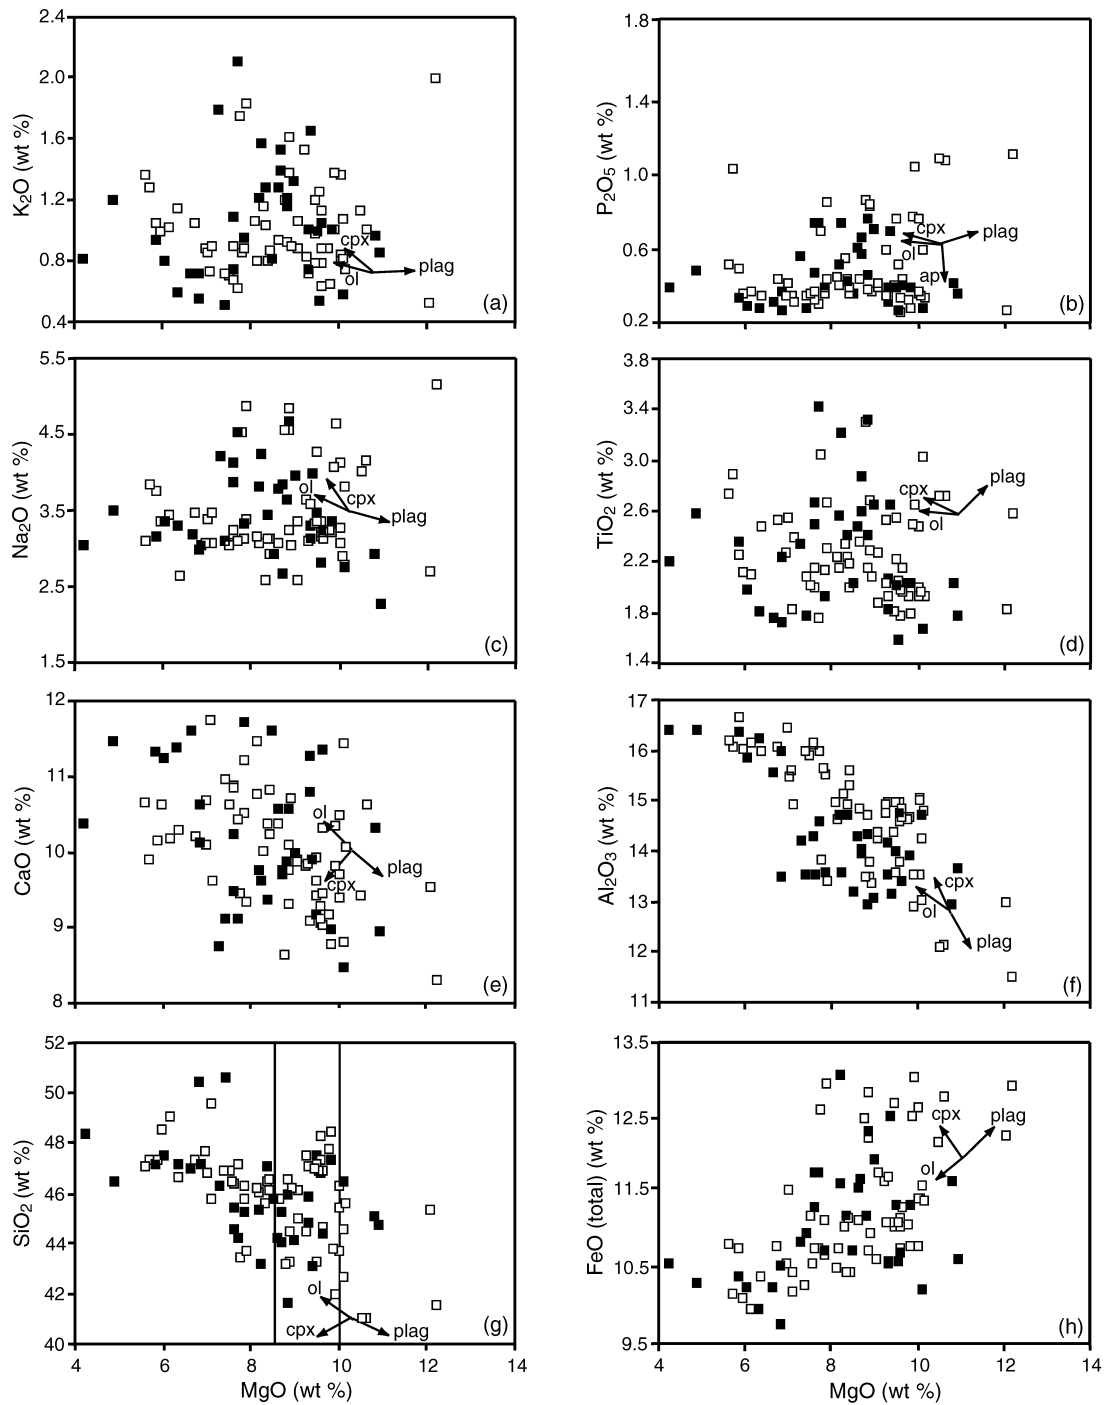 2.4
2.0
1.6
1.2
0.8
0.4
K₂O (wt %)
cpx
ol
plag
(a)
1.8
1.4
1.0
0.6
0.2
P₂O₅ (wt %)
cpx
ol
plag
ap
(b)
5.5
4.5
3.5
2.5
1.5
Na₂O (wt %)
ol
cpx
plag
(c)
3.8
3.4
3.0
2.6
2.2
1.8
1.4
TiO₂ (wt %)
cpx
ol
plag
(d)
12
11
10
9
8
CaO (wt %)
ol
plag
cpx
(e)
17
16
15
14
13
12
11
Al₂O₃ (wt %)
cpx
ol
plag
(f)
52
50
48
46
44
42
40
SiO₂ (wt %)
ol
cpx
plag
(g)
4 6 8 10 12 14
MgO (wt %)
13.5
12.5
11.5
10.5
9.5
FeO (total) (wt %)
cpx
plag
ol
(h)
4 6 8 10 12 14
MgO (wt %)